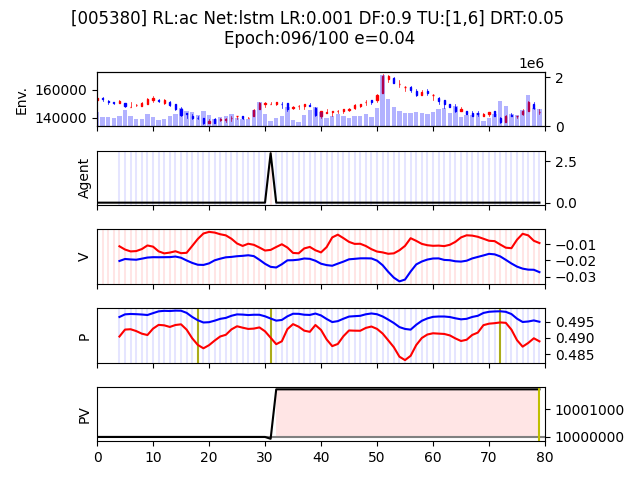 [005380] RL:ac Net:lstm LR:0.001 DF:0.9 TU:[1,6] DRT:0.05
Epoch:096/100 e=0.04
1e6
Env.
160000
140000
2
0
Agent
2.5
0.0
V
−0.01
−0.02
−0.03
P
0.495
0.490
0.485
PV
10001000
10000000
0 10 20 30 40 50 60 70 80